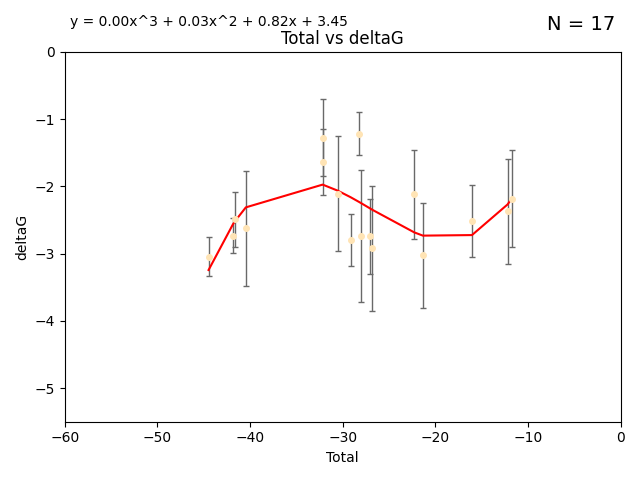 y = 0.00x^3 + 0.03x^2 + 0.82x + 3.45
N = 17
Total vs deltaG
0
−1
−2
−3
−4
−5
deltaG
−60 −50 −40 −30 −20 −10 0
Total